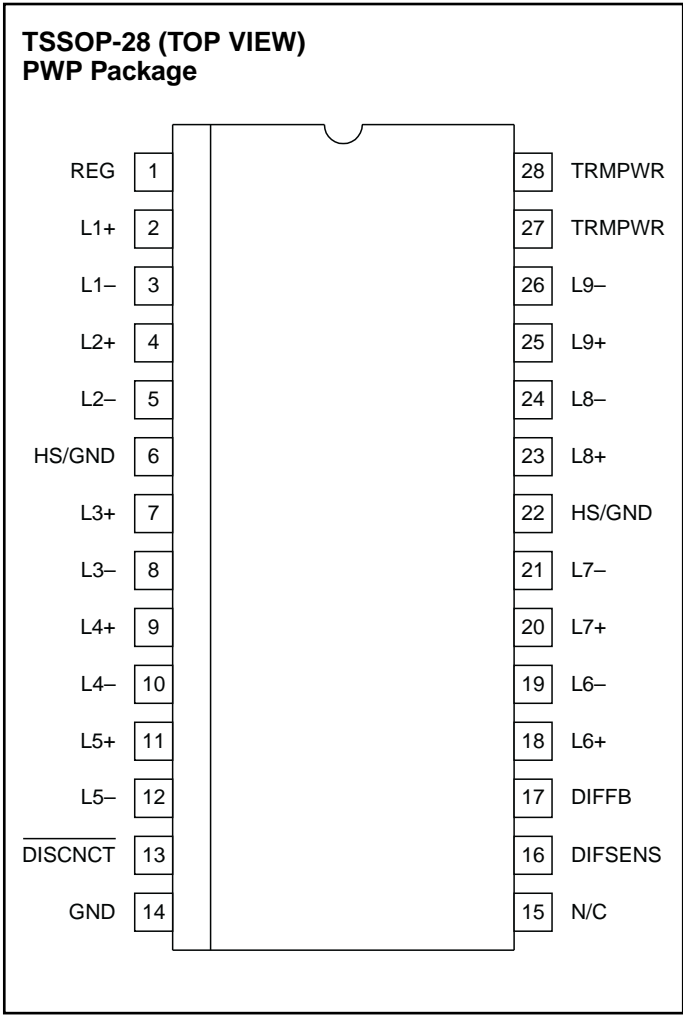 TSSOP-28 (TOP VIEW)
PWP Package
REG 1 28 TRMPWR
L1+ 2 27 TRMPWR
L1– 3 26 L9–
L2+ 4 25 L9+
L2– 5 24 L8–
HS/GND 6 23 L8+
L3+ 7 22 HS/GND
L3– 8 21 L7–
L4+ 9 20 L7+
L4– 10 19 L6–
L5+ 11 18 L6+
L5– 12 17 DIFFB
DISCNCT 13 16 DIFSENS
GND 14 15 N/C